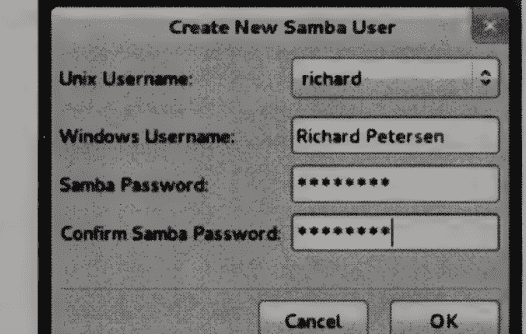 Create New Samba User
Unix Username: richard
Windows Username: Richard Petersen
Samba Password: ********
Confirm Samba Password: ********
Cancel OK